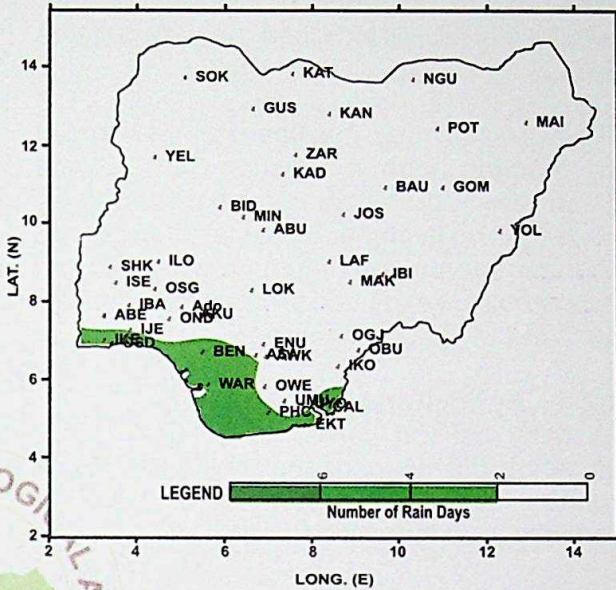 14
12
10
8
6
4
2
LAT. (N)
SOK
KAT
NGU
GUS
KAN
POT
MAI
YEL
ZAR
KAD
BAU
GOM
BID
MIN
JOS
ABU
YOL
SHK
ILO
LAF
IBI
ISE
OSG
LOK
MAK
IBA
Ado
ABE
OND
IJE
OGJ
ENU
IKE
BEN
AWK
OBU
IKO
WAR
OWE
UMU
CAL
PHC
EKT
6
2
0
LEGEND
Number of Rain Days
2
4
6
8
10
12
14
LONG. (E)